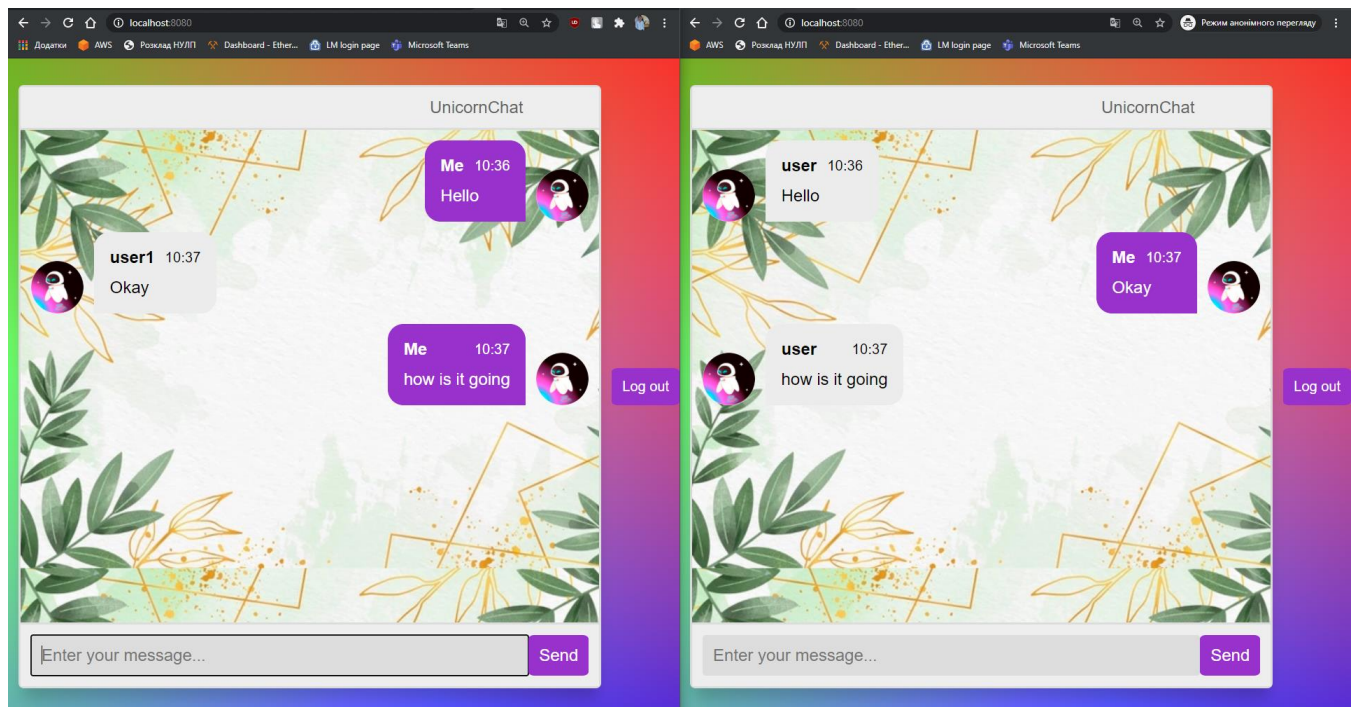 localhost:8080
Додатки AWS Розклад НУЛП Dashboard - Ether... LM login page Microsoft Teams
UnicornChat
Me 10:36
Hello
user1 10:37
Okay
Me 10:37
how is it going
Log out
Enter your message... Send
localhost:8080 Режим анонімного перегляду
AWS Розклад НУЛП Dashboard - Ether... LM login page Microsoft Teams
UnicornChat
user 10:36
Hello
Me 10:37
Okay
user 10:37
how is it going
Log out
Enter your message... Send